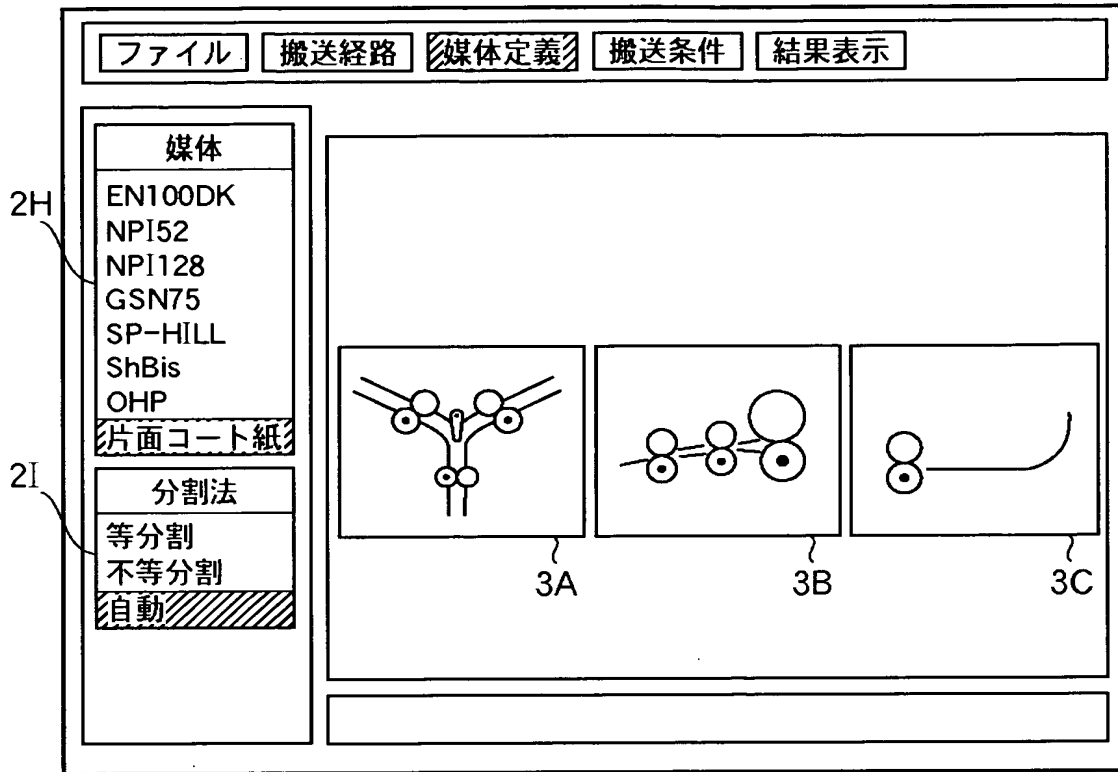 ファイル 搬送経路 媒体定義 搬送条件 結果表示
媒体
EN100DK
NPI52
NPI128
GSN75
SP-HILL
ShBis
OHP
片面コート紙
2H
分割法
等分割
不等分割
自動
2I
3A 3B 3C